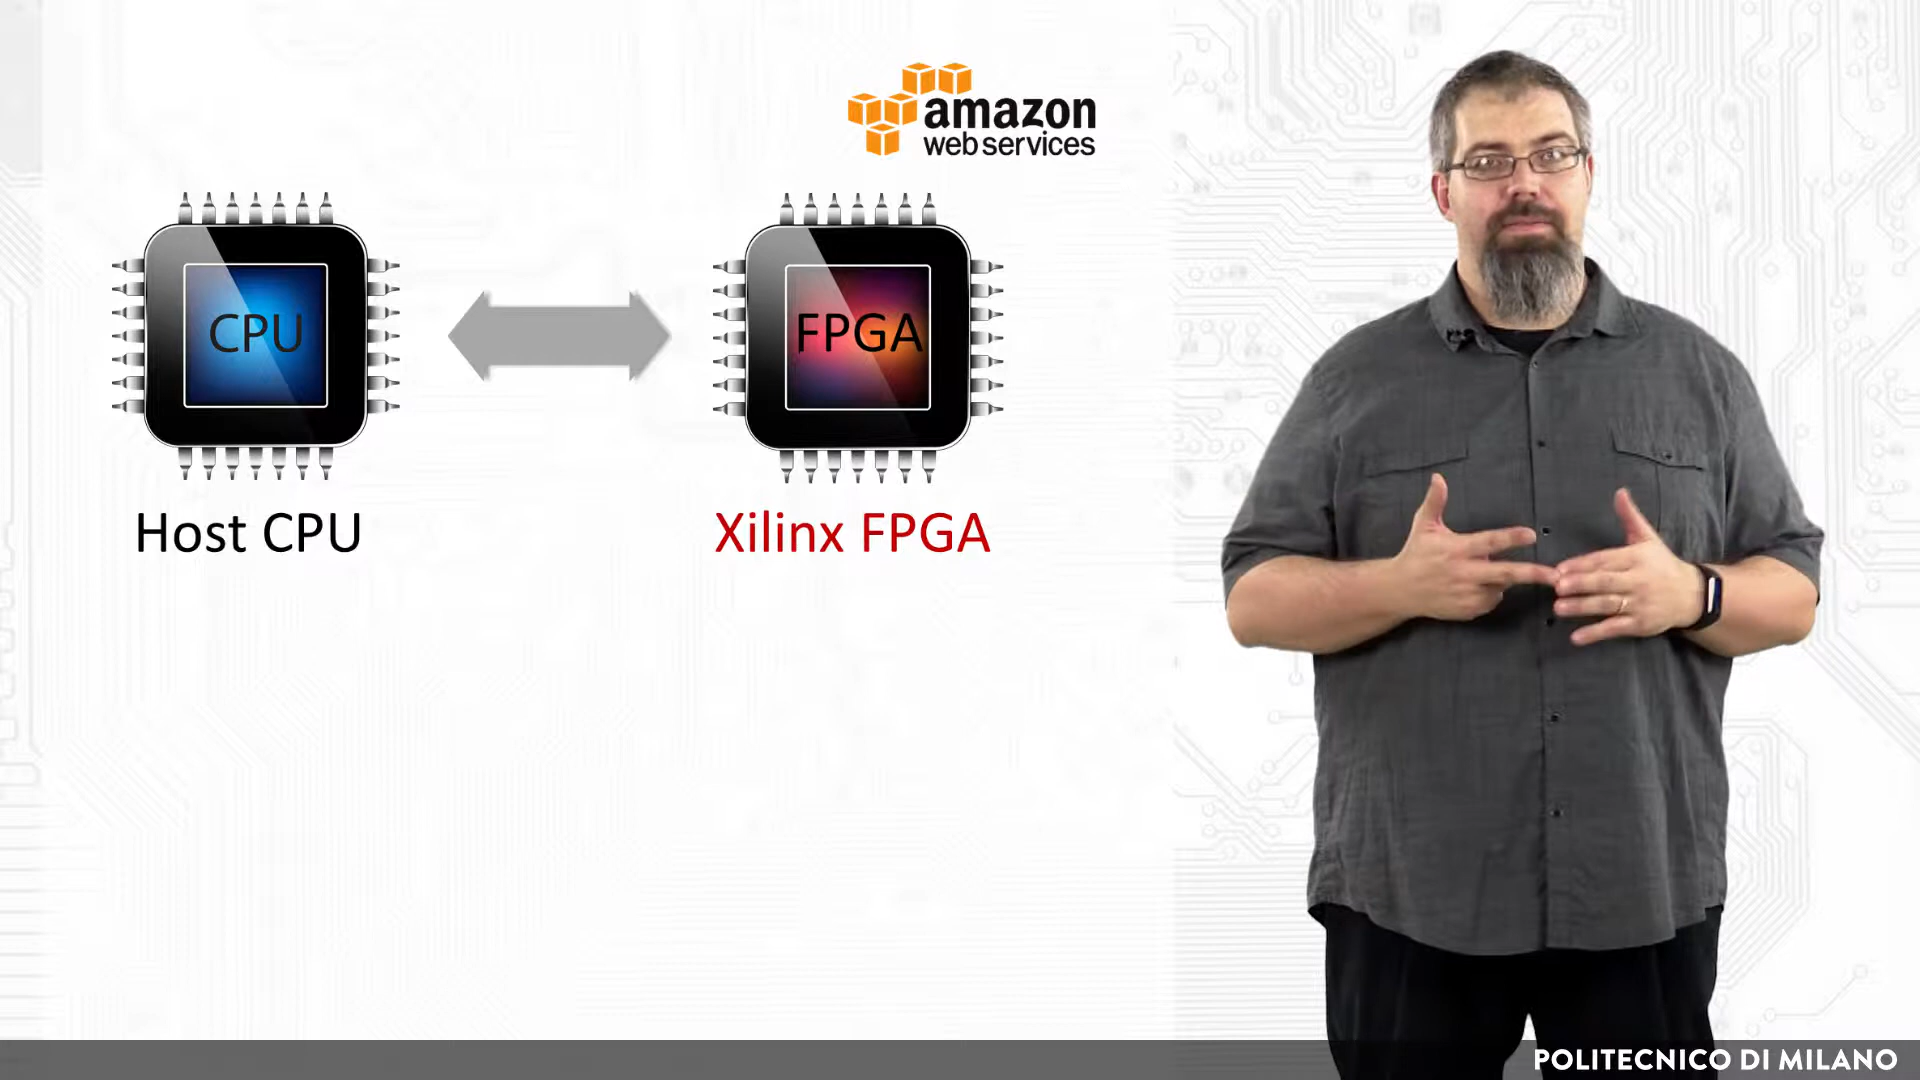 amazon
web services
CPU
FPGA
Host CPU
Xilinx FPGA
POLITECNICO DI MILANO